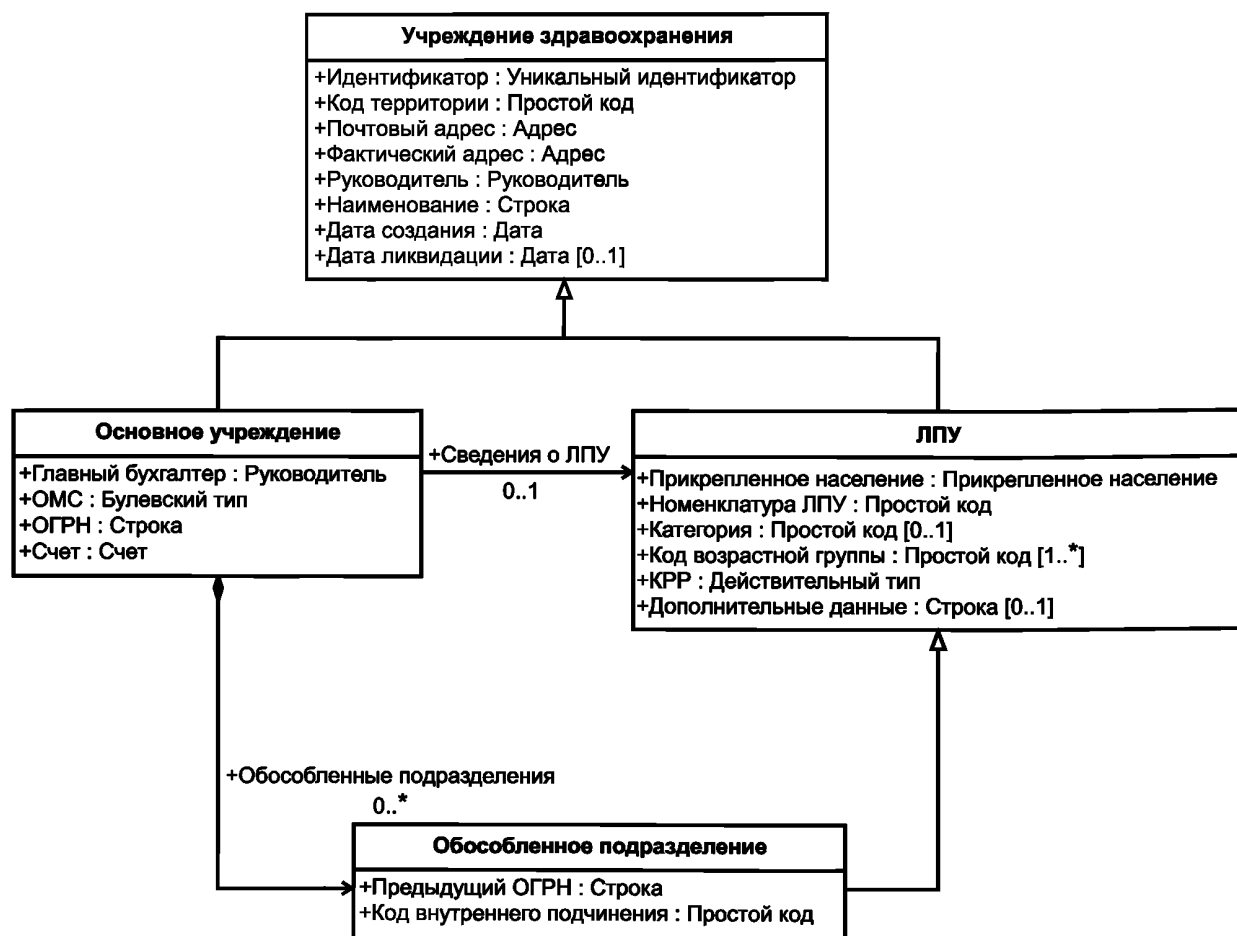 Учреждение здравоохранения
+Идентификатор : Уникальный идентификатор
+Код территории : Простой код
+Почтовый адрес : Адрес
+Фактический адрес : Адрес
+Руководитель : Руководитель
+Наименование : Строка
+Дата создания : Дата
+Дата ликвидации : Дата [0..1]
Основное учреждение
+Главный бухгалтер : Руководитель
+ОМС : Булевский тип
+ОГРН : Строка
+Счет : Счет
+Сведения о ЛПУ
0..1
ЛПУ
+Прикрепленное население : Прикрепленное население
+Номенклатура ЛПУ : Простой код
+Категория : Простой код [0..1]
+Код возрастной группы : Простой код [1..*]
+КРР : Действительный тип
+Дополнительные данные : Строка [0..1]
+Обособленные подразделения
0..*
Обособленное подразделение
+Предыдущий ОГРН : Строка
+Код внутреннего подчинения : Простой код